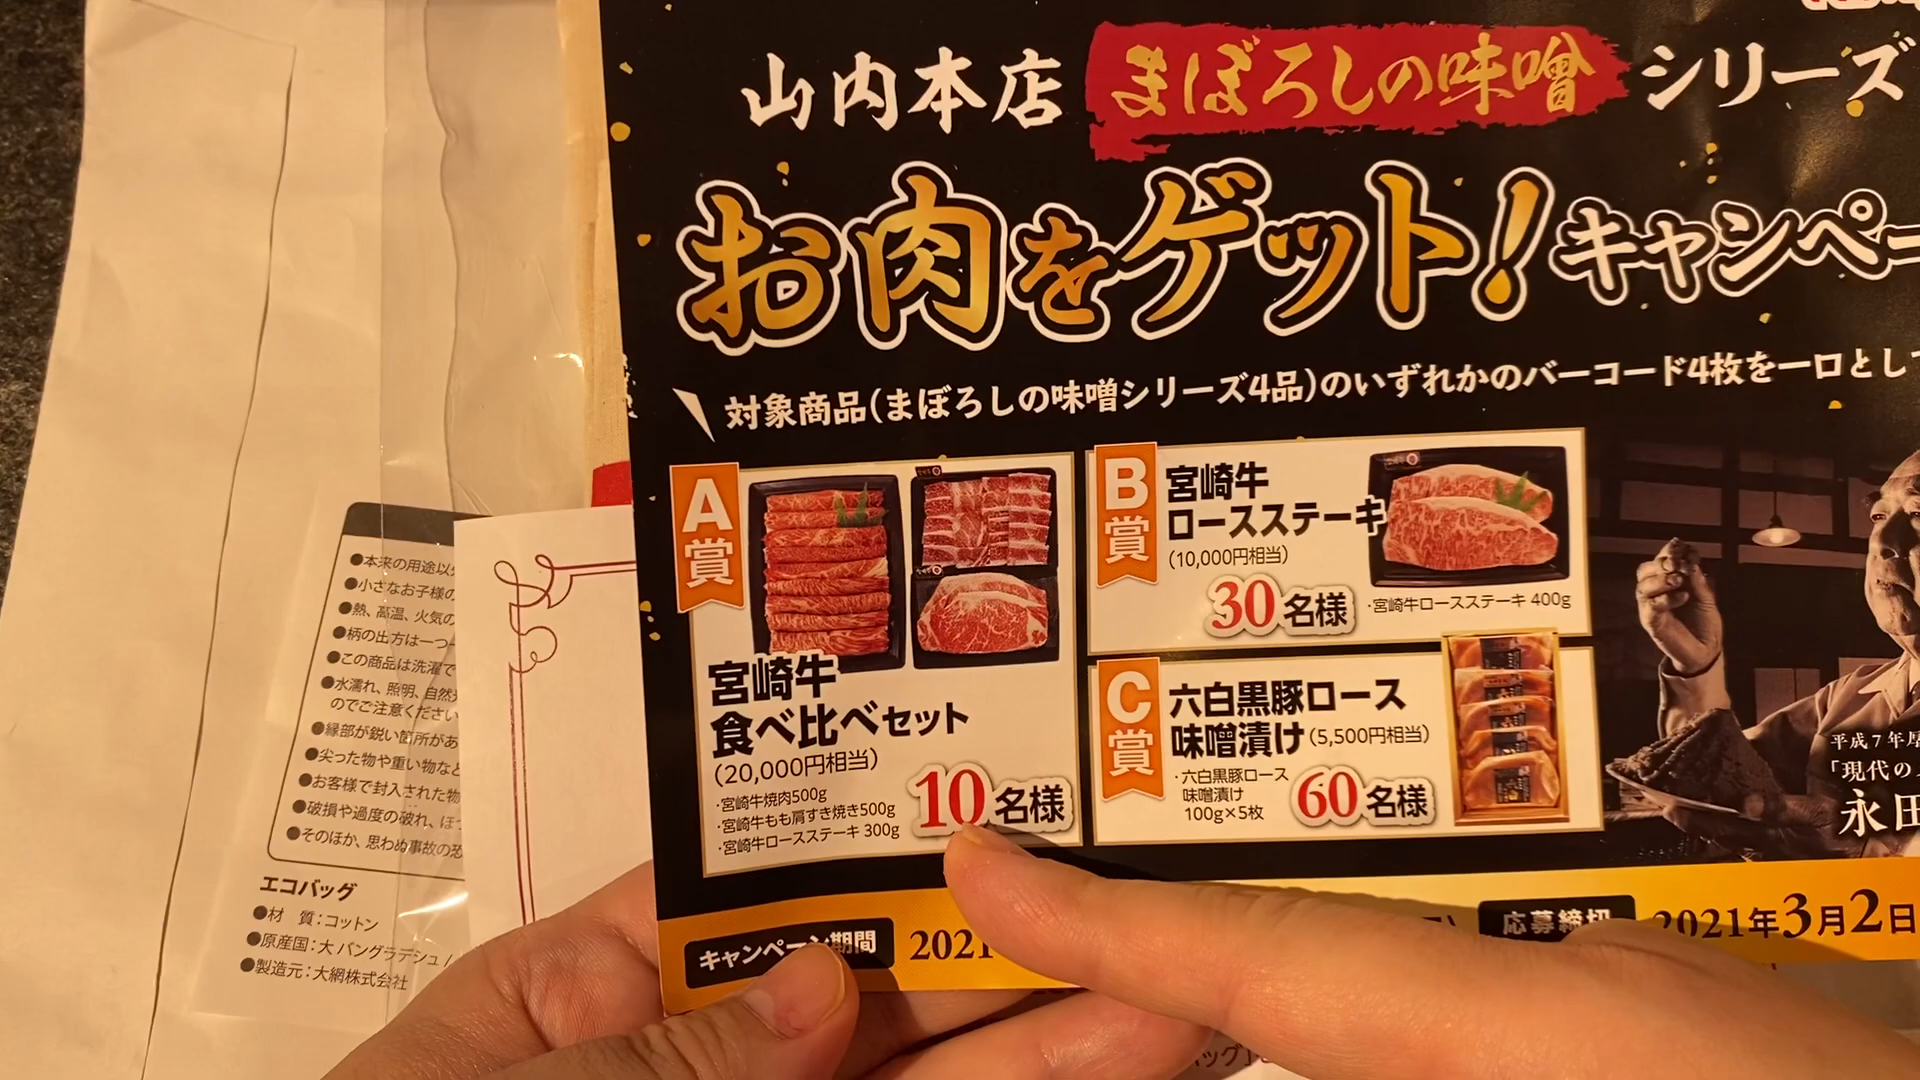 山内本店 まぼろしの味噌 シリーズ
お肉をゲット!キャンペー
対象商品(まぼろしの味噌シリーズ4品)のいずれかのバーコード4枚を一口として
A賞
宮崎牛
食べ比べセット
(20,000円相当)
・宮崎牛焼肉500g
・宮崎牛もも肩すき焼き500g
・宮崎牛ロースステーキ 300g
10名様
B賞
宮崎牛
ロースステーキ
(10,000円相当)
30名様
・宮崎牛ロースステーキ 400g
C賞
六白黒豚ロース
味噌漬け(5,500円相当)
・六白黒豚ロース
味噌漬け
100g×5枚
60名様
平成7年厚
「現代の
永田
キャンペーン期間 2021
応募締切 2021年3月2日
●本来の用途以
●小さなお子様の
●熱、高温、火気の
●柄の出方は一つ一
●この商品は洗濯で
●水濡れ、照明、自然
のでご注意ください
●縁部が鋭い箇所があ
●尖った物や重い物など
●お客様で封入された物
●破損や過度の破れ、ほ
●そのほか、思わぬ事故の恐
エコバッグ
●材 質:コットン
●原産国:大 バングラデシュ /
●製造元:大網株式会社